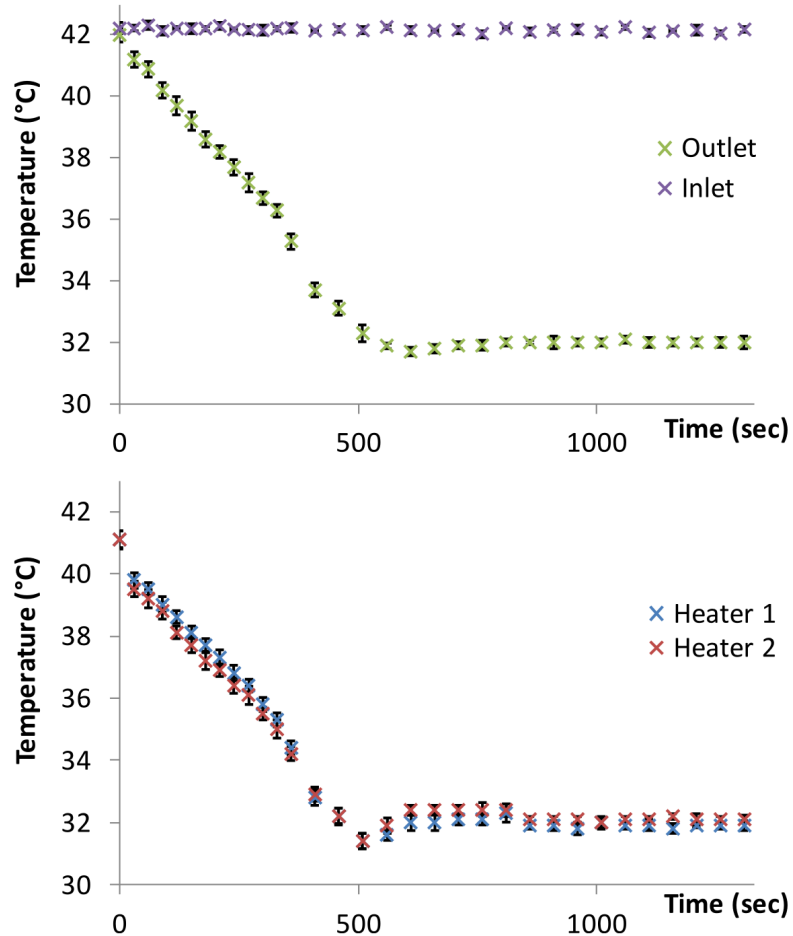 42
40
38
36
34
32
30
Temperature (°C)
Outlet
Inlet
0
500
1000
Time (sec)
42
40
38
36
34
32
30
Temperature (°C)
Heater 1
Heater 2
0
500
1000
Time (sec)